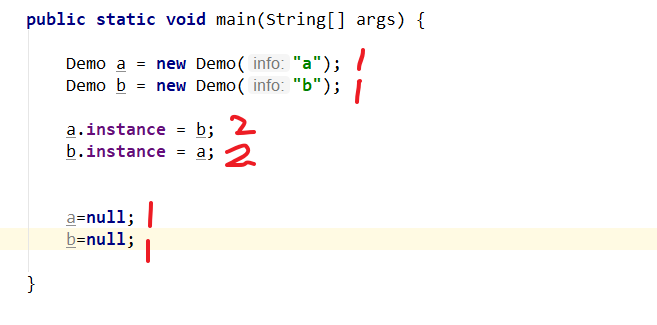 public static void main(String[] args) {
Demo a = new Demo( info: "a"); 1
Demo b = new Demo( info: "b"); 1
a.instance = b; 2
b.instance = a; 2
a=null; 1
b=null; 1
}